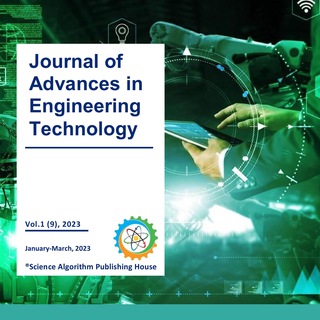 Journal of
Advances in
Engineering
Technology
Vol.1 (9), 2023
January-March, 2023
®Science Algorithm Publishing House